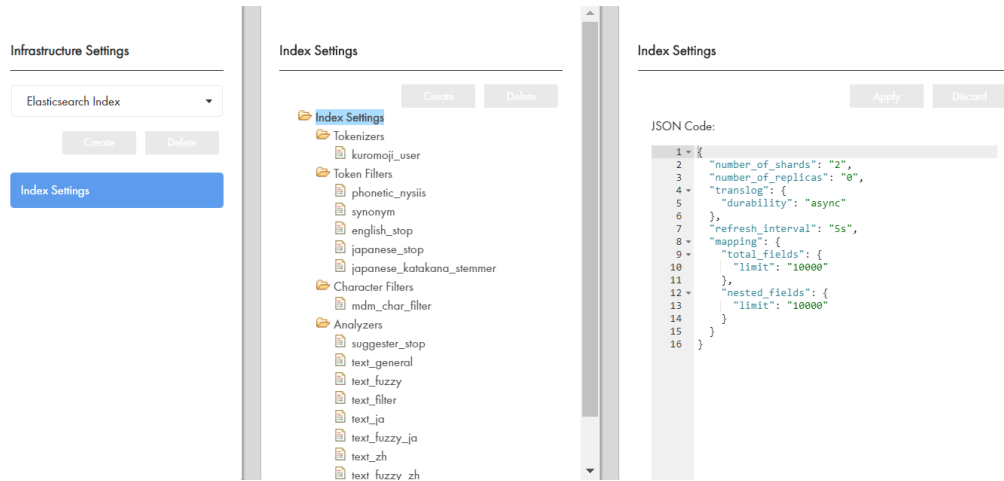 Infrastructure Settings
Elasticsearch Index
Create Delete
Index Settings
Index Settings
Create Delete
Index Settings
Tokenizers
kuromoji_user
Token Filters
phonetic_nysiis
synonym
english_stop
japanese_stop
japanese_katakana_stemmer
Character Filters
mdm_char_filter
Analyzers
suggester_stop
text_general
text_fuzzy
text_filter
text_ja
text_fuzzy_ja
text_zh
text_fuzzy_zh
Index Settings
Apply Discard
JSON Code:
1 {
2 "number_of_shards": "2",
3 "number_of_replicas": "0",
4 "translog": {
5 "durability": "async"
6 },
7 "refresh_interval": "5s",
8 "mapping": {
9 "total_fields": {
10 "limit": "10000"
11 },
12 "nested_fields": {
13 "limit": "10000"
14 }
15 }
16 }